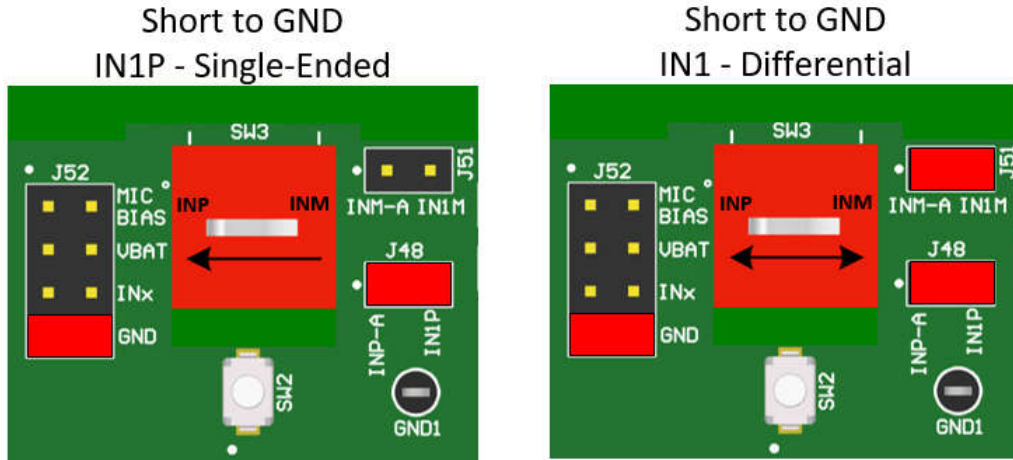 Short to GND
IN1P - Single-Ended
SW3
J52
MIC
BIAS
VBAT
INx
GND
INP
INM
J51
INM-A IN1M
J48
INP-A
IN1P
SW2
GND1
Short to GND
IN1 - Differential
SW3
J52
MIC
BIAS
VBAT
INx
GND
INP
INM
J51
INM-A IN1M
J48
INP-A
IN1P
SW2
GND1